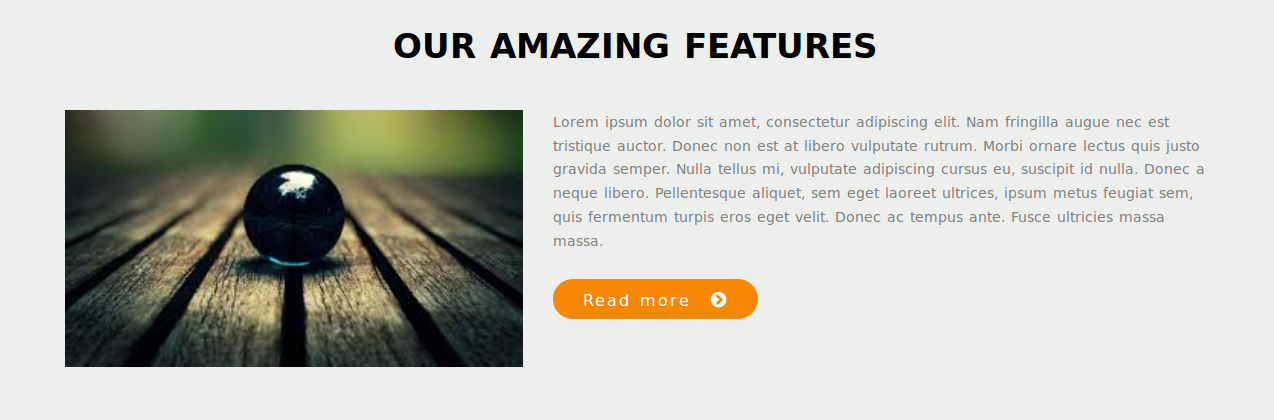 OUR AMAZING FEATURES
Lorem ipsum dolor sit amet, consectetur adipiscing elit. Nam fringilla augue nec est
tristique auctor. Donec non est at libero vulputate rutrum. Morbi ornare lectus quis justo
gravida semper. Nulla tellus mi, vulputate adipiscing cursus eu, suscipit id nulla. Donec a
neque libero. Pellentesque aliquet, sem eget laoreet ultrices, ipsum metus feugiat sem,
quis fermentum turpis eros eget velit. Donec ac tempus ante. Fusce ultricies massa
massa.
Read more